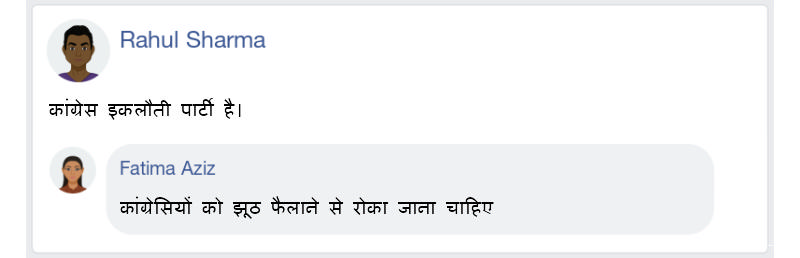 Rahul Sharma
कांग्रेस इकलौती पार्टी है।
Fatima Aziz
कांग्रेसियों को झूठ फैलाने से रोका जाना चाहिए